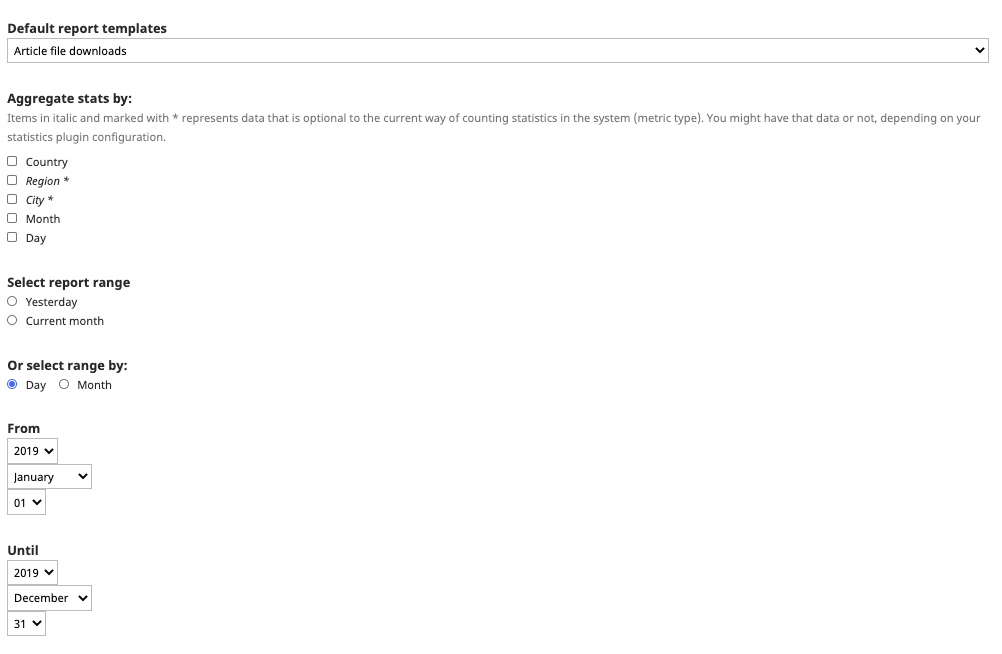 Default report templates
Article file downloads
Aggregate stats by:
Items in italic and marked with * represents data that is optional to the current way of counting statistics in the system (metric type). You might have that data or not, depending on your
statistics plugin configuration.
Country
Region *
City *
Month
Day
Select report range
Yesterday
Current month
Or select range by:
Day Month
From
2019
January
01
Until
2019
December
31